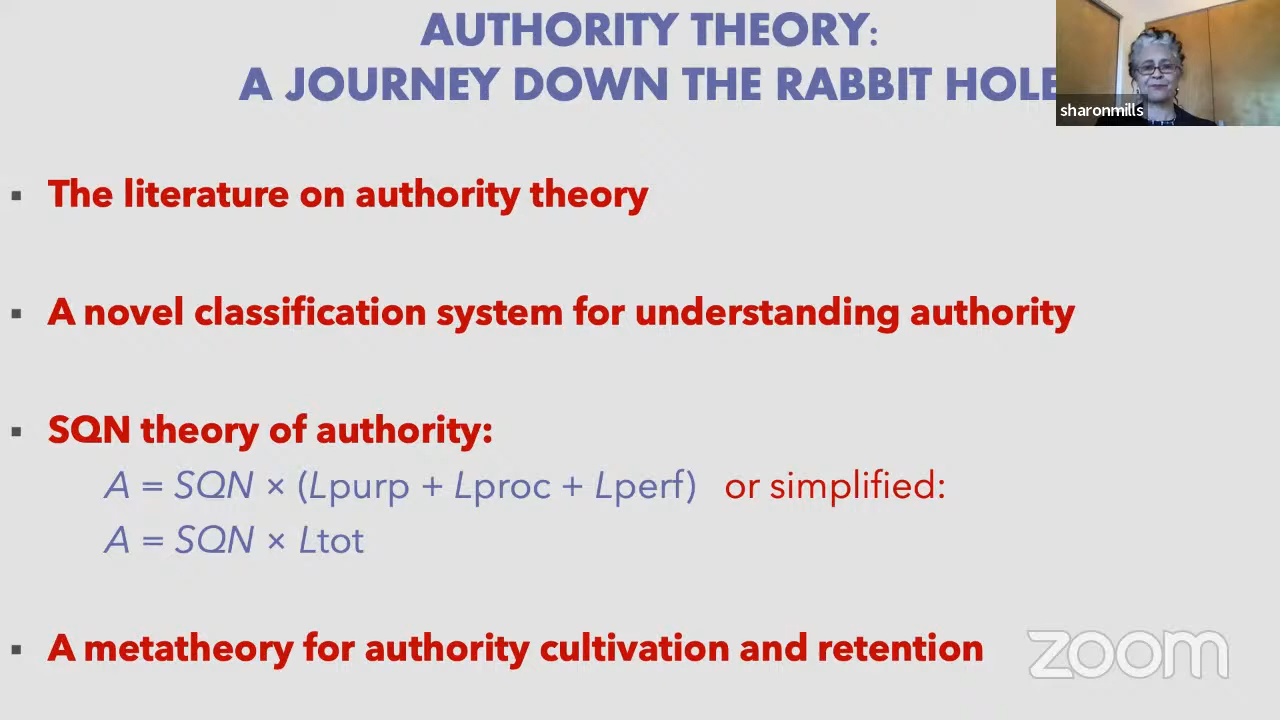 AUTHORITY THEORY:
A JOURNEY DOWN THE RABBIT HOLE
sharonmills
▪ The literature on authority theory
▪ A novel classification system for understanding authority
▪ SQN theory of authority:
A = SQN × (Lpurp + Lproc + Lperf) or simplified:
A = SQN × Ltot
▪ A metatheory for authority cultivation and retention
zoom